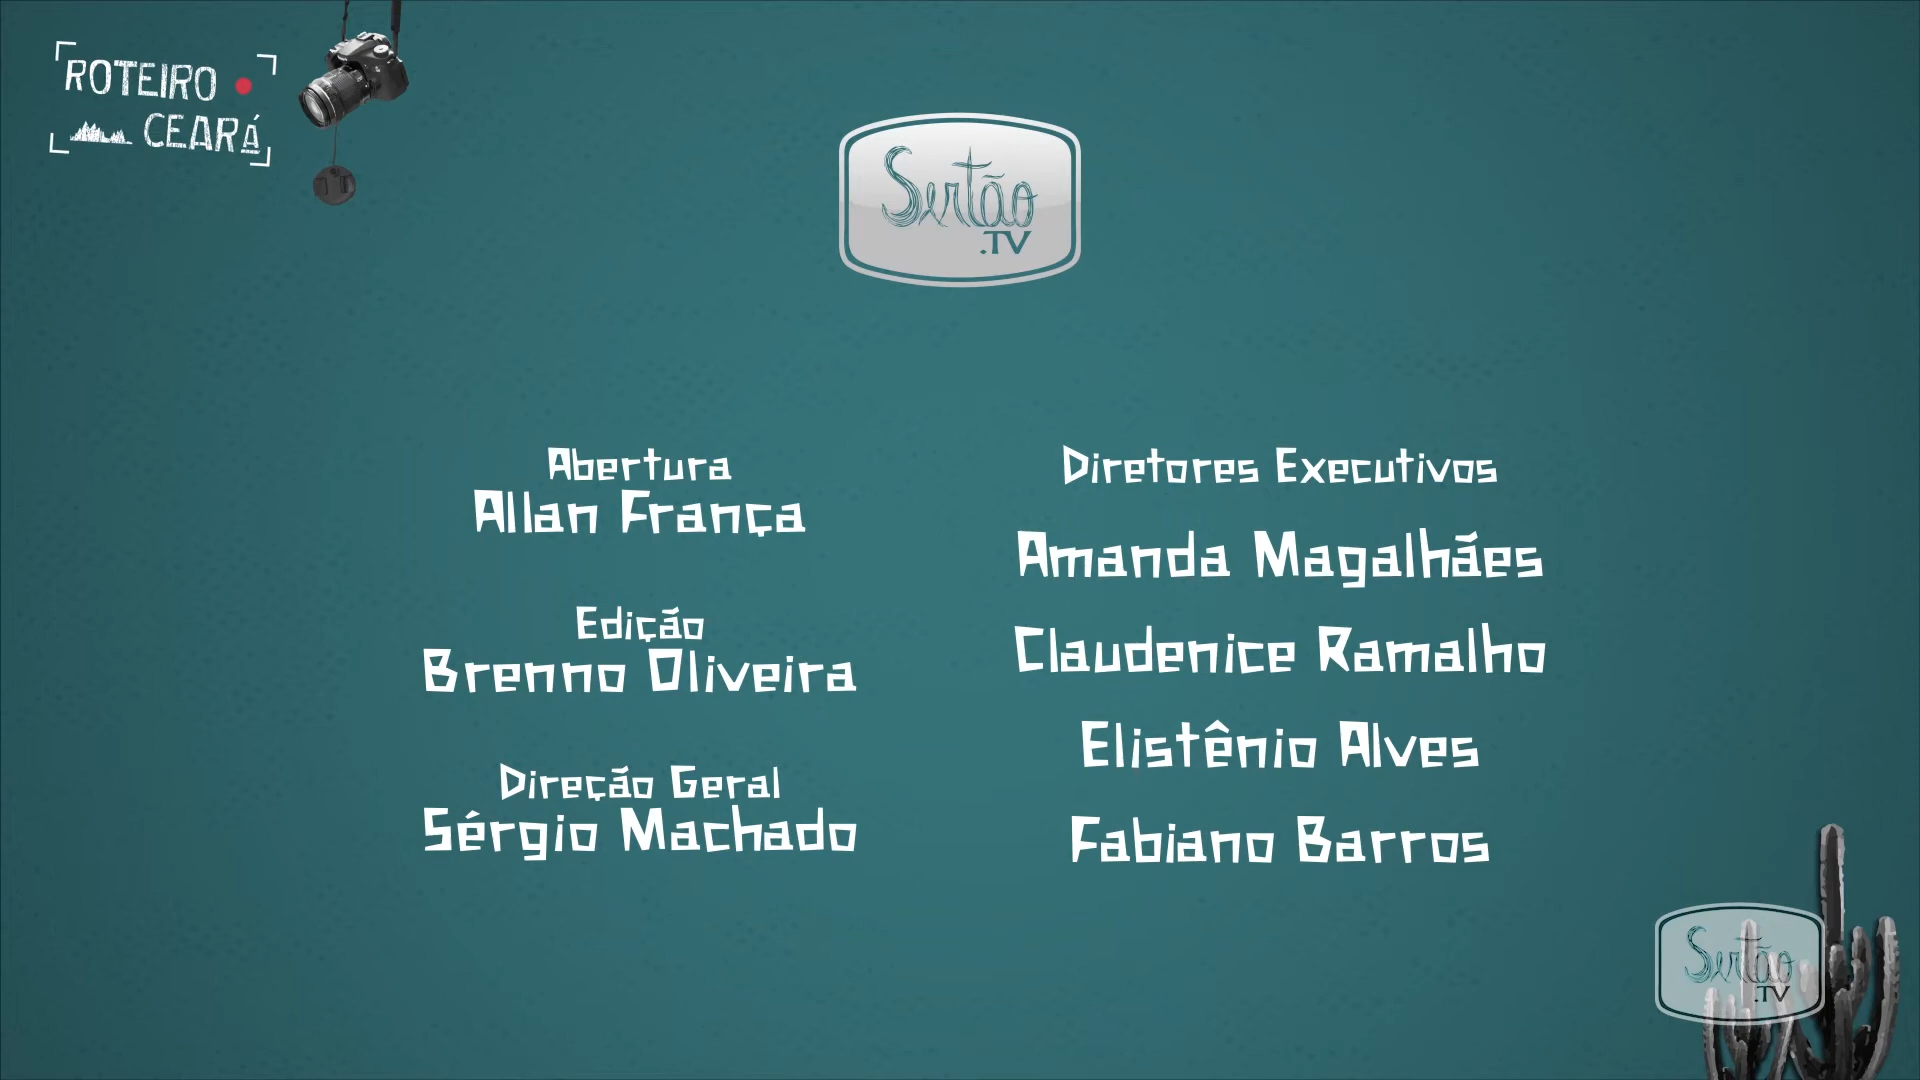 ROTEIRO
CEARÁ
Sertão
.TV
Abertura
Allan França
Edição
Brenno Oliveira
Direção Geral
Sérgio Machado
Diretores Executivos
Amanda Magalhães
Claudenice Ramalho
Elistênio Alves
Fabiano Barros
Sertão
.TV